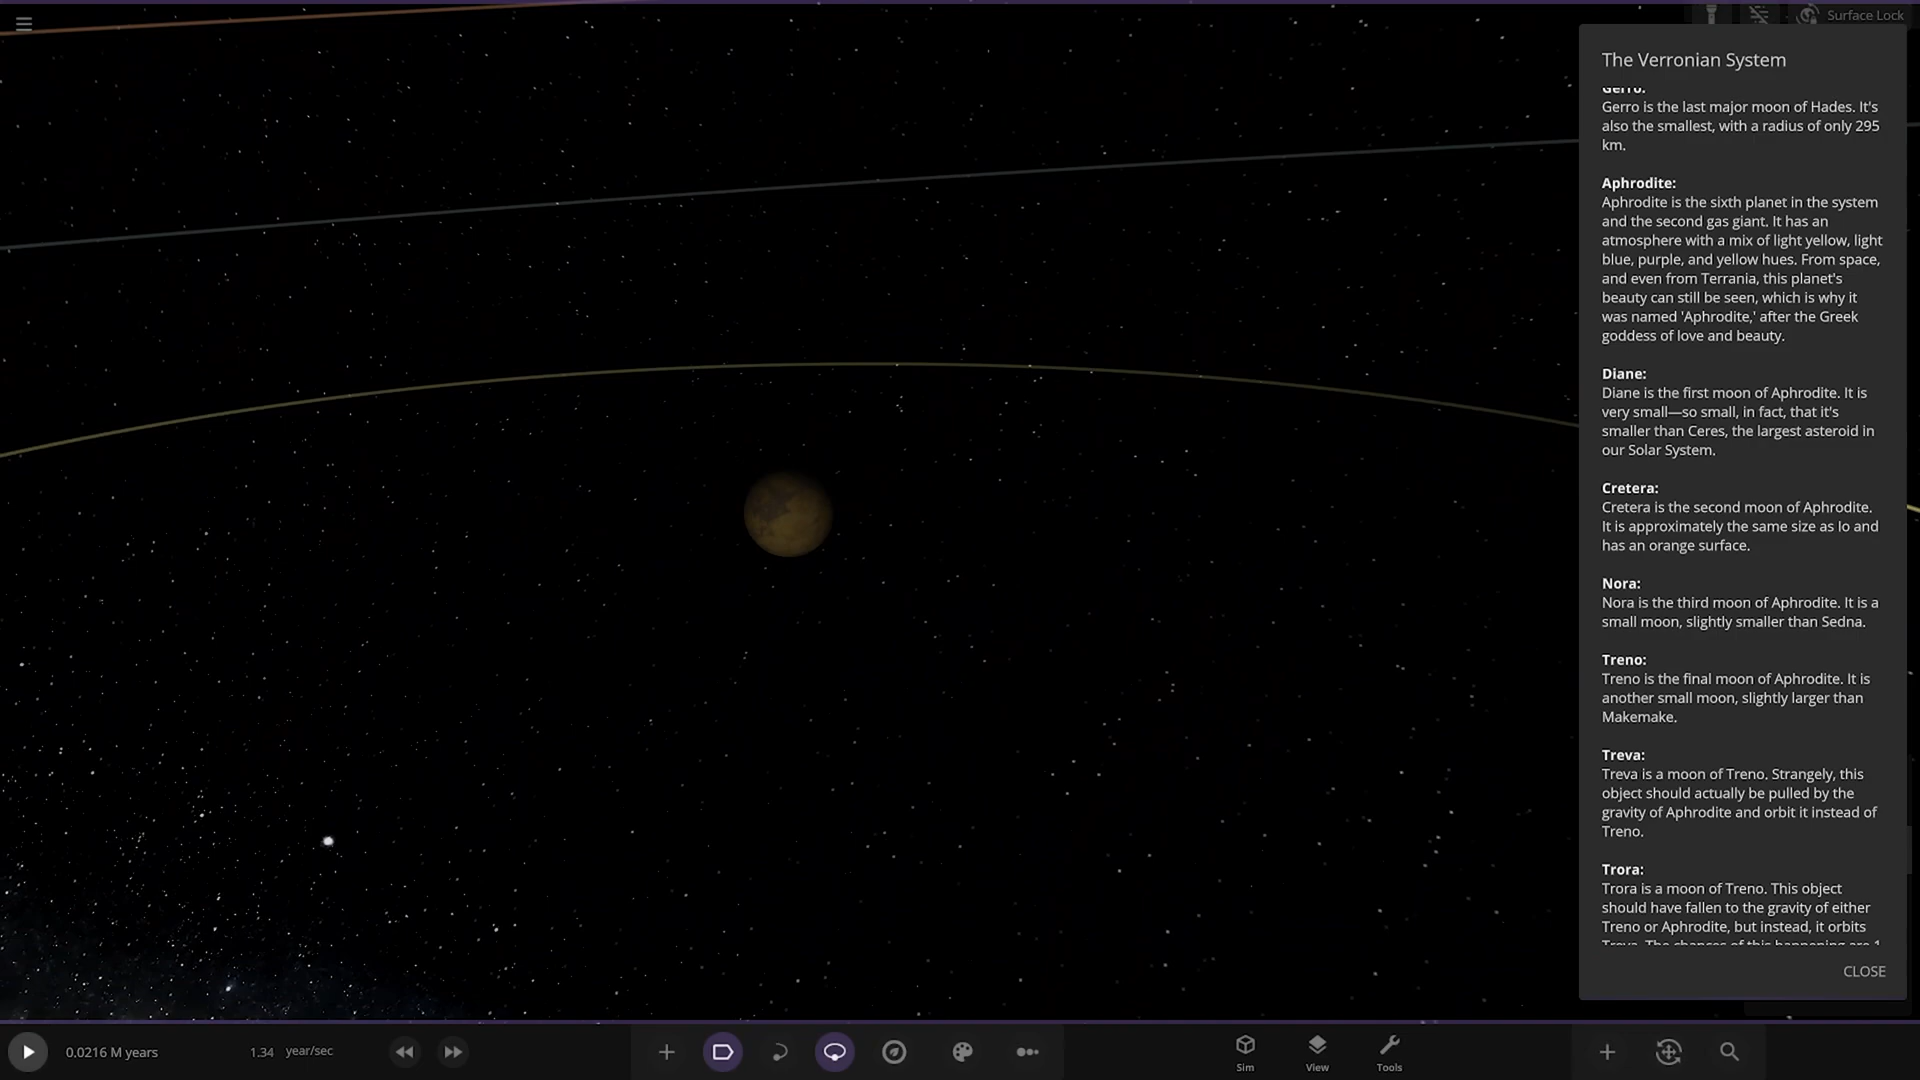 Surface Lock
The Verronian System
Gerro:
Gerro is the last major moon of Hades. It's
also the smallest, with a radius of only 295
km.
Aphrodite:
Aphrodite is the sixth planet in the system
and the second gas giant. It has an
atmosphere with a mix of light yellow, light
blue, purple, and yellow hues. From space,
and even from Terrania, this planet's
beauty can still be seen, which is why it
was named 'Aphrodite,' after the Greek
goddess of love and beauty.
Diane:
Diane is the first moon of Aphrodite. It is
very small—so small, in fact, that it's
smaller than Ceres, the largest asteroid in
our Solar System.
Cretera:
Cretera is the second moon of Aphrodite.
It is approximately the same size as Io and
has an orange surface.
Nora:
Nora is the third moon of Aphrodite. It is a
small moon, slightly smaller than Sedna.
Treno:
Treno is the final moon of Aphrodite. It is
another small moon, slightly larger than
Makemake.
Treva:
Treva is a moon of Treno. Strangely, this
object should actually be pulled by the
gravity of Aphrodite and orbit it instead of
Treno.
Trora:
Trora is a moon of Treno. This object
should have fallen to the gravity of either
Treno or Aphrodite, but instead, it orbits
Treva. The chances of this happening are 1
CLOSE
0.0216 M years
1.34 year/sec
Sim
View
Tools